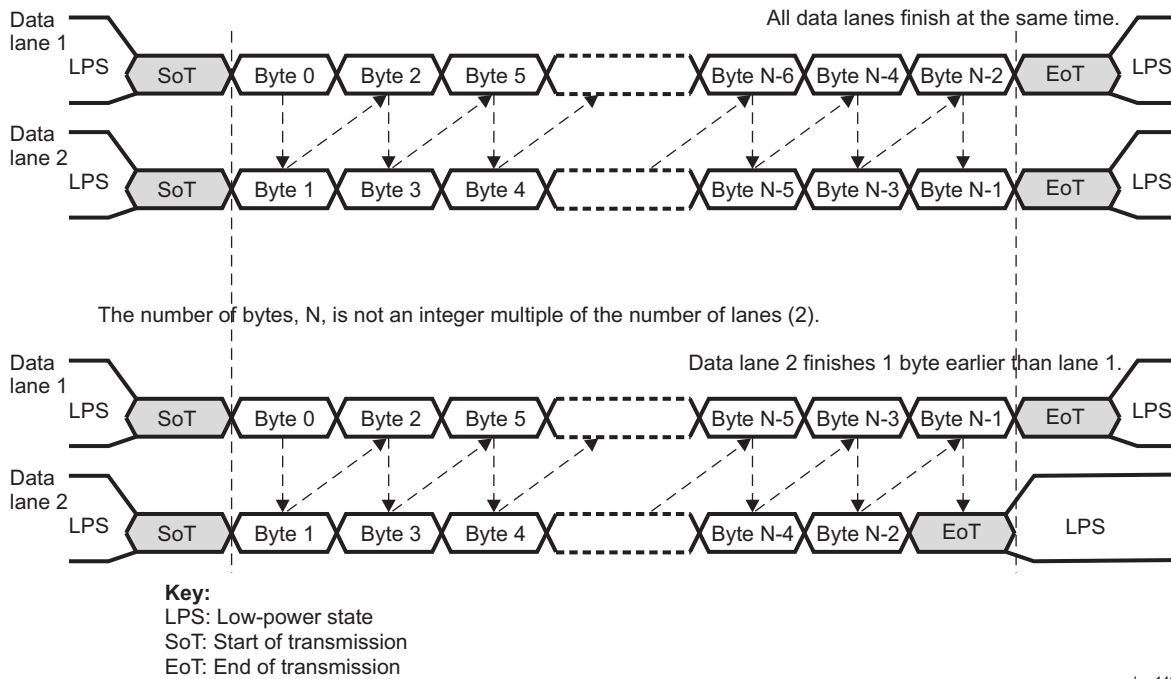 Data
lane 1
All data lanes finish at the same time.
LPS SoT Byte 0 Byte 2 Byte 5 Byte N-6 Byte N-4 Byte N-2 EoT LPS
Data
lane 2
LPS SoT Byte 1 Byte 3 Byte 4 Byte N-5 Byte N-3 Byte N-1 EoT LPS
The number of bytes, N, is not an integer multiple of the number of lanes (2).
Data
lane 1
Data lane 2 finishes 1 byte earlier than lane 1.
LPS SoT Byte 0 Byte 2 Byte 5 Byte N-5 Byte N-3 Byte N-1 EoT LPS
Data
lane 2
LPS SoT Byte 1 Byte 3 Byte 4 Byte N-4 Byte N-2 EoT LPS
Key:
LPS: Low-power state
SoT: Start of transmission
EoT: End of transmission